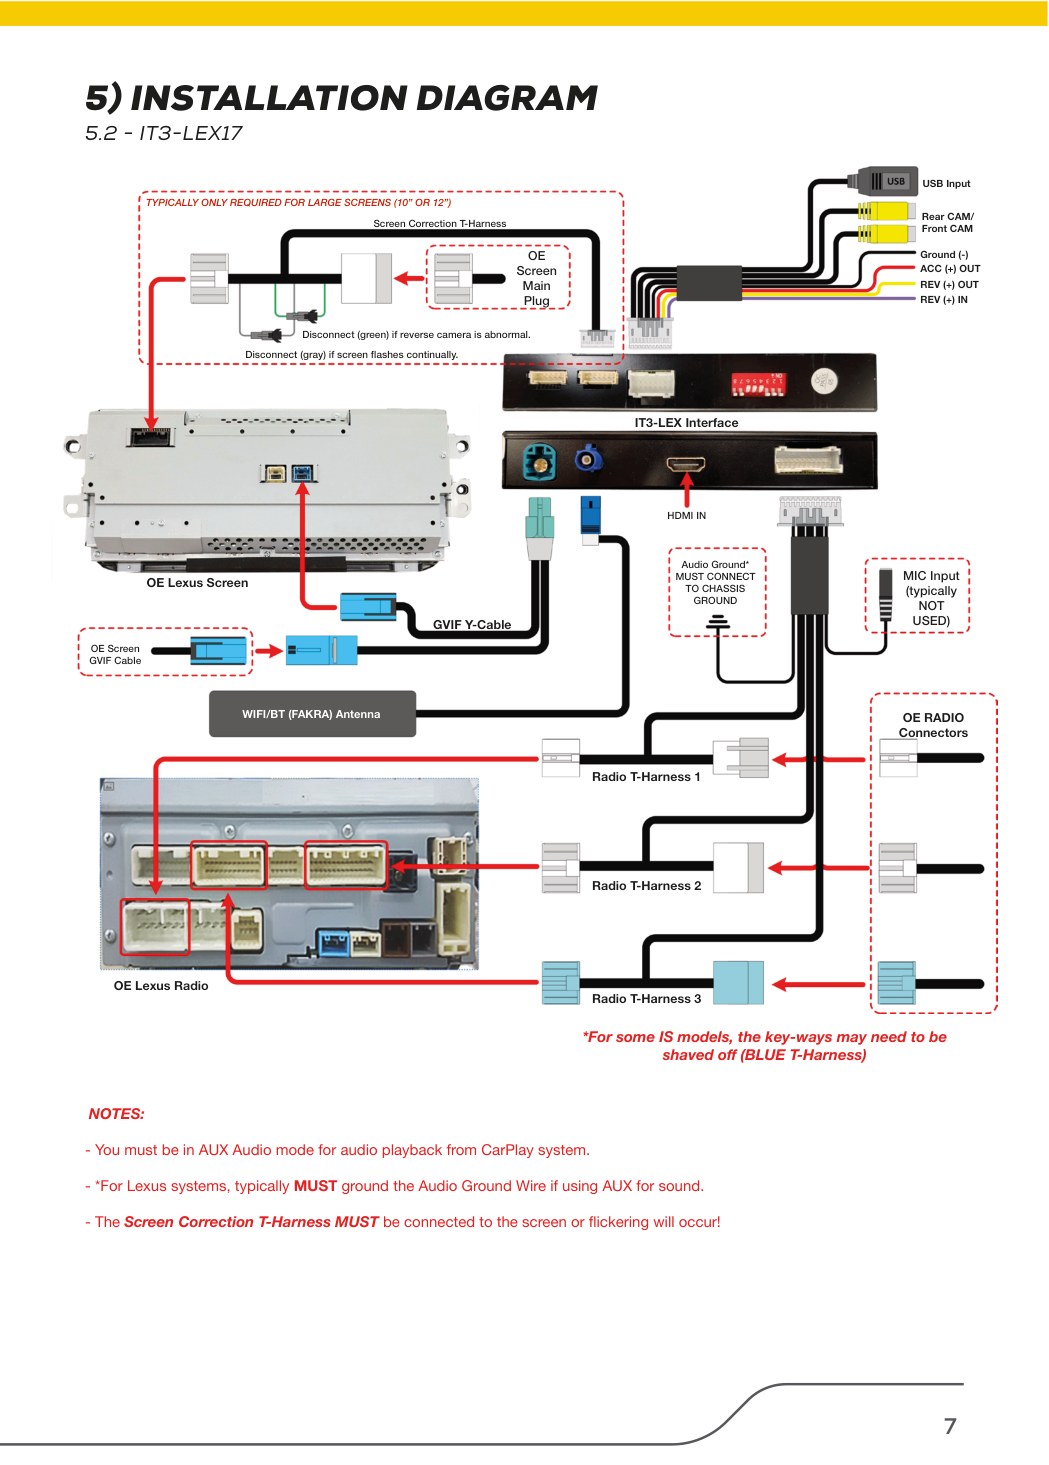 5) INSTALLATION DIAGRAM
5.2 - IT3-LEX17
TYPICALLY ONLY REQUIRED FOR LARGE SCREENS (10" OR 12")
Screen Correction T-Harness
OE
Screen
Main
Plug
Disconnect (green) if reverse camera is abnormal.
Disconnect (gray) if screen flashes continually.
USB
USB Input
Rear CAM/
Front CAM
Ground (-)
ACC (+) OUT
REV (+) OUT
REV (+) IN
IT3-LEX Interface
HDMI IN
OE Lexus Screen
GVIF Y-Cable
OE Screen
GVIF Cable
Audio Ground*
MUST CONNECT
TO CHASSIS
GROUND
MIC Input
(typically
NOT
USED)
WIFI/BT (FAKRA) Antenna
OE RADIO
Connectors
Radio T-Harness 1
Radio T-Harness 2
Radio T-Harness 3
OE Lexus Radio
*For some IS models, the key-ways may need to be
shaved off (BLUE T-Harness)
NOTES:
- You must be in AUX Audio mode for audio playback from CarPlay system.
- *For Lexus systems, typically MUST ground the Audio Ground Wire if using AUX for sound.
- The Screen Correction T-Harness MUST be connected to the screen or flickering will occur!
7